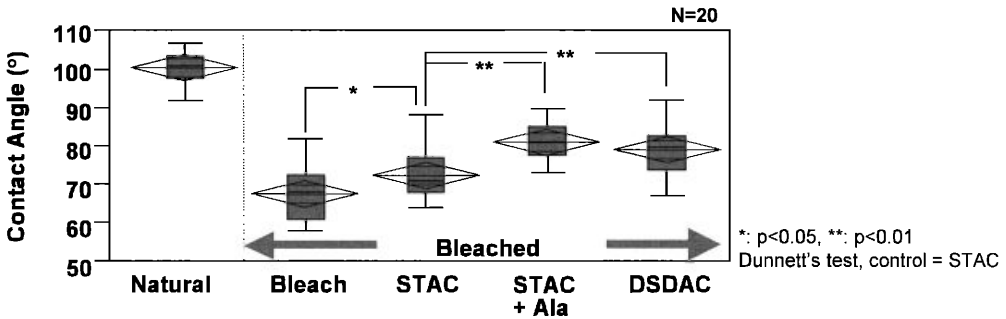 N=20
110
100
90
80
70
60
50
Contact Angle (°)
*
**
**
Bleached
*: p<0.05, **: p<0.01
Dunnett's test, control = STAC
Natural
Bleach
STAC
STAC
+ Ala
DSDAC